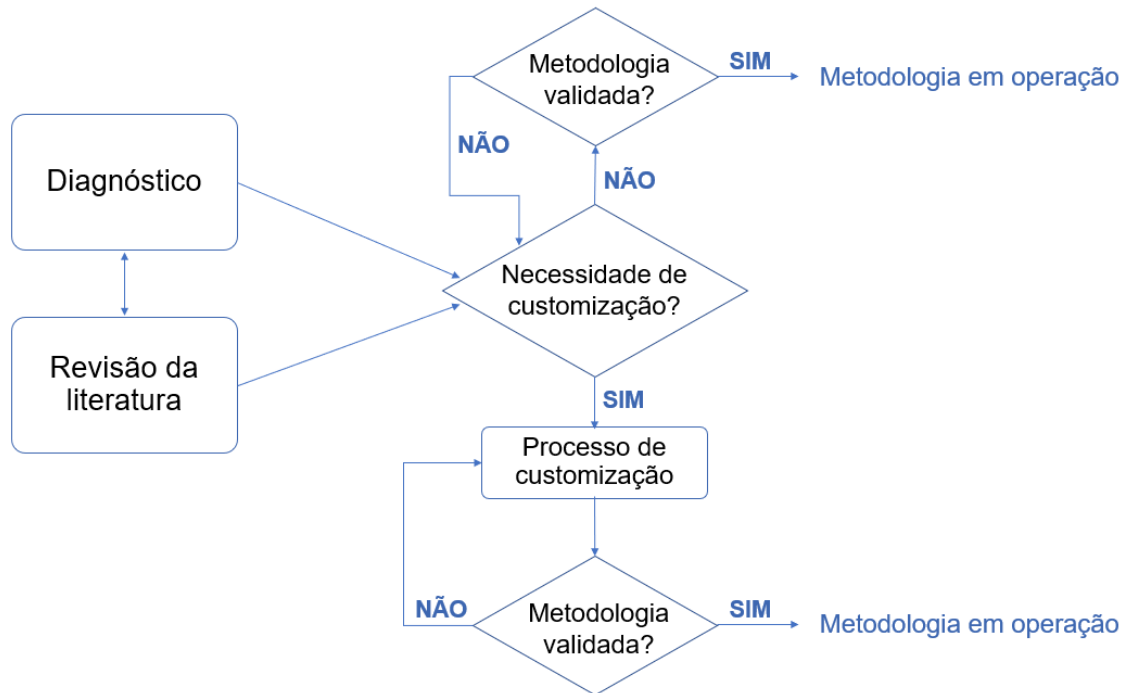 Metodologia
validada?
SIM
Metodologia em operação
NÃO
NÃO
Diagnóstico
Necessidade de
customização?
Revisão da
literatura
SIM
Processo de
customização
NÃO
Metodologia
validada?
SIM
Metodologia em operação